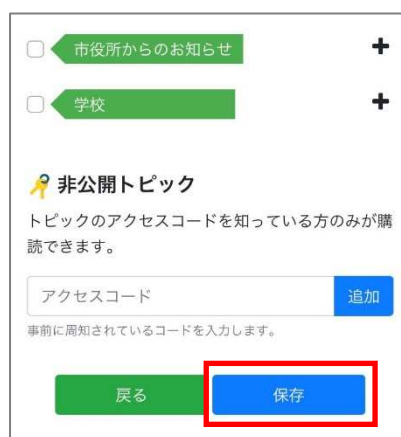 市役所からのお知らせ
学校
非公開トピック
トピックのアクセスコードを知っている方のみが購
読できます。
アクセスコード
追加
事前に周知されているコードを入力します。
戻る
保存